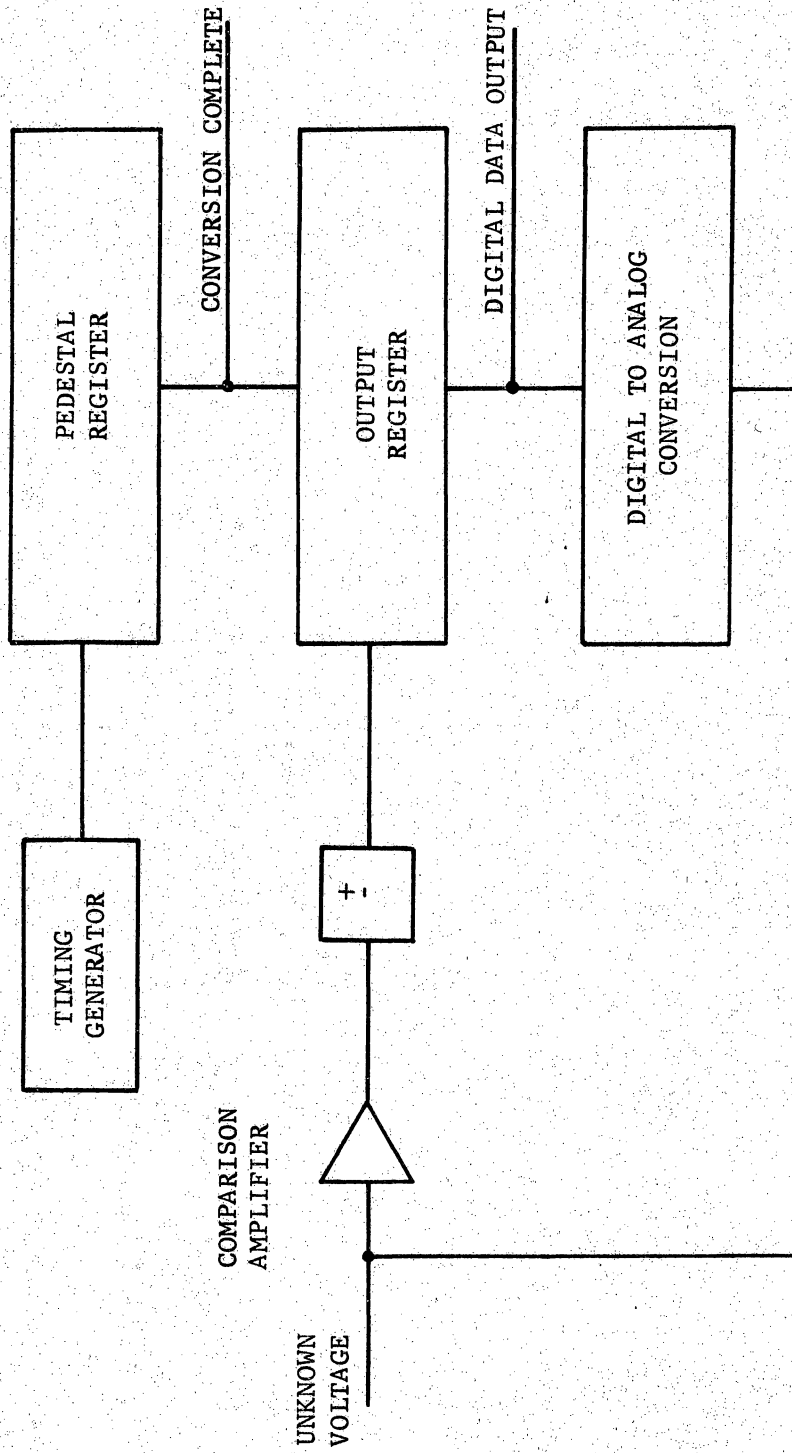 TIMING
GENERATOR
PEDESTAL
REGISTER
CONVERSION COMPLETE
COMPARISON
AMPLIFIER
UNKNOWN
VOLTAGE
+
-
OUTPUT
REGISTER
DIGITAL DATA OUTPUT
DIGITAL TO ANALOG
CONVERSION